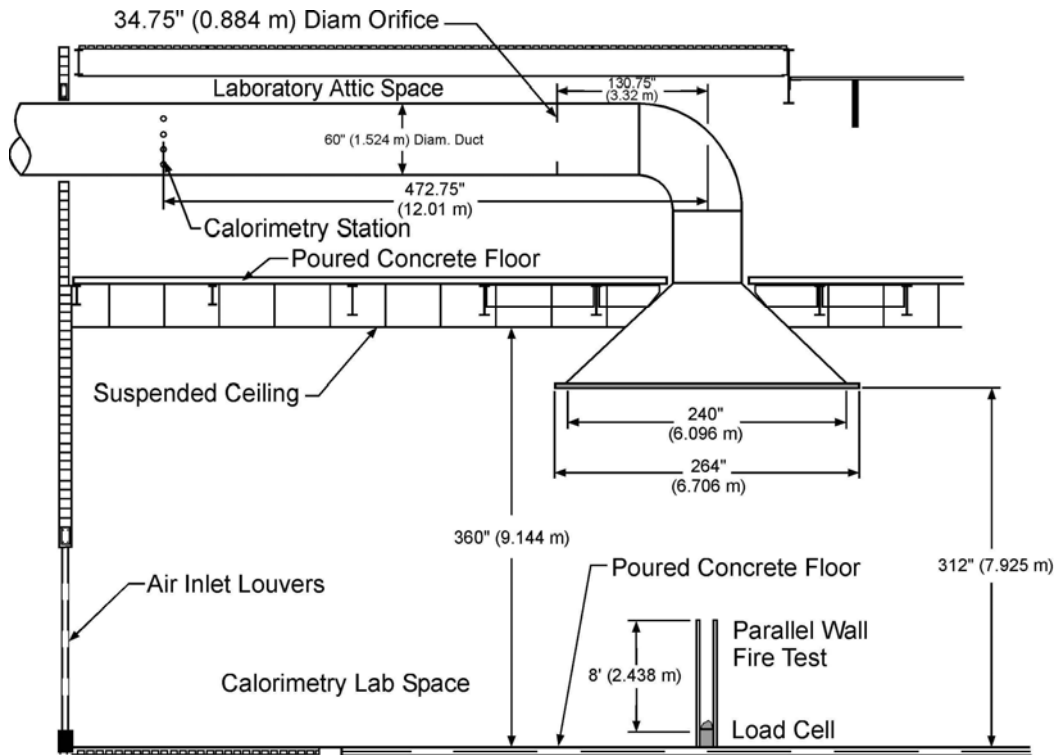 34.75" (0.884 m) Diam Orifice
Laboratory Attic Space
130.75"
(3.32 m)
60" (1.524 m) Diam. Duct
472.75"
(12.01 m)
Calorimetry Station
Poured Concrete Floor
Suspended Ceiling
240"
(6.096 m)
264"
(6.706 m)
360" (9.144 m)
312" (7.925 m)
Air Inlet Louvers
Poured Concrete Floor
Parallel Wall
Fire Test
8' (2.438 m)
Calorimetry Lab Space
Load Cell